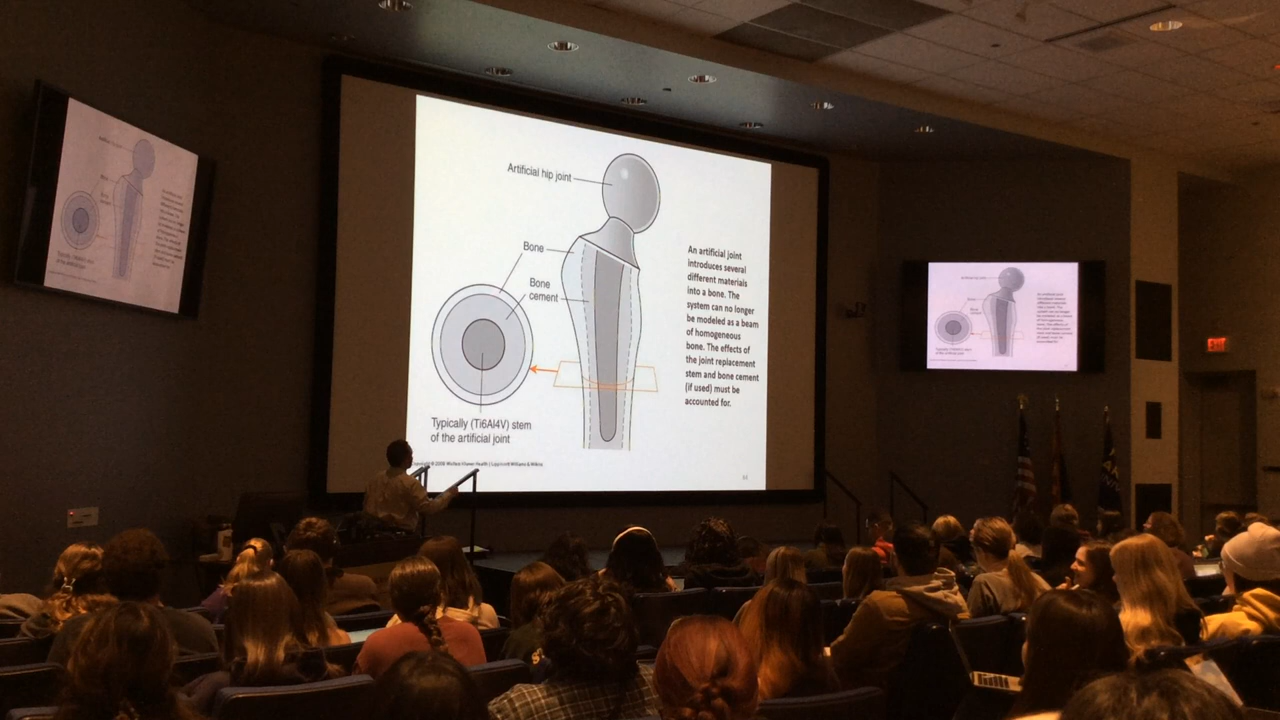 Artificial hip joint
Bone
Bone
cement
An artificial joint
introduces several
different materials
into a bone. The
system can no longer
be modeled as a beam
of homogeneous
bone. The effects of
the joint replacement
stem and bone cement
(if used) must be
accounted for.
Typically (Ti6Al4V) stem
of the artificial joint
EXIT